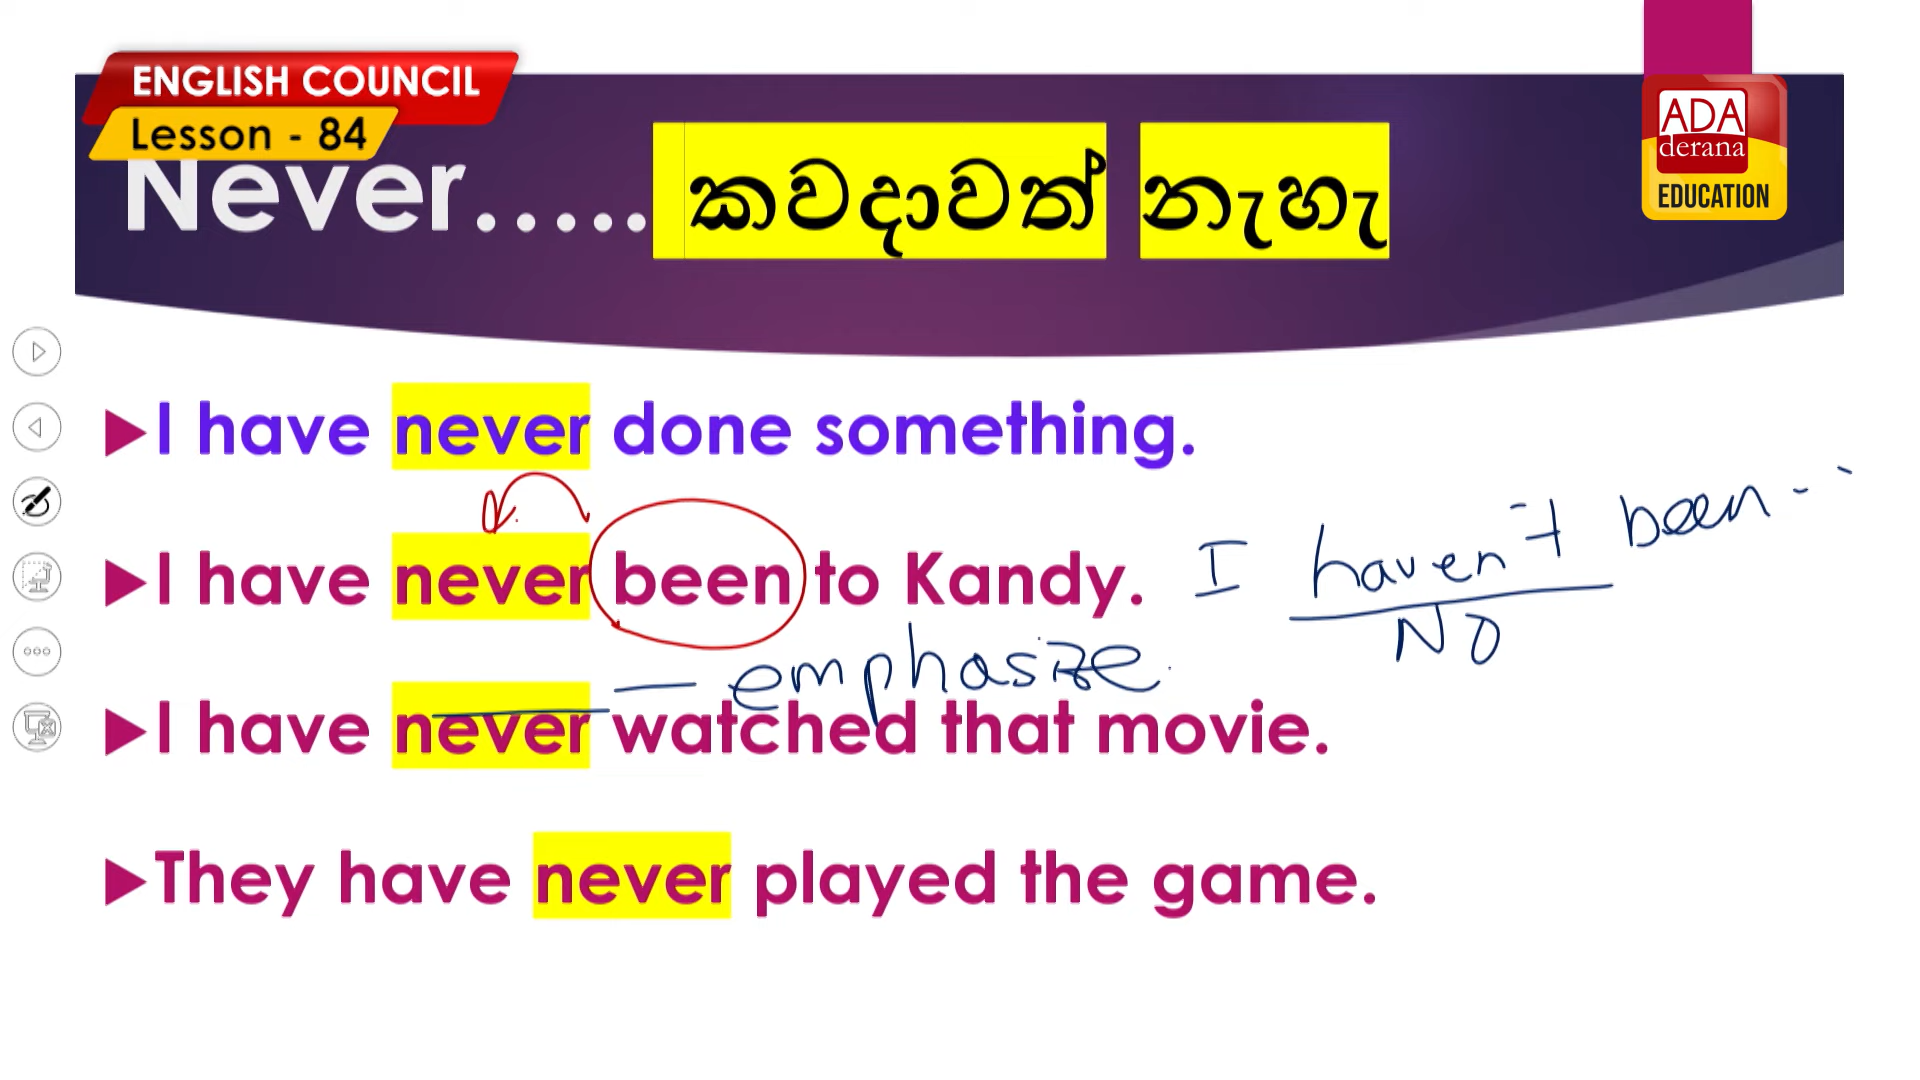 ENGLISH COUNCIL
Lesson - 84
Never..... කවදාවත් නැහැ
ADA
derana
EDUCATION
I have never done something.
I have never been to Kandy.
I haven't been - -
NO
— emphasize.
I have never watched that movie.
They have never played the game.